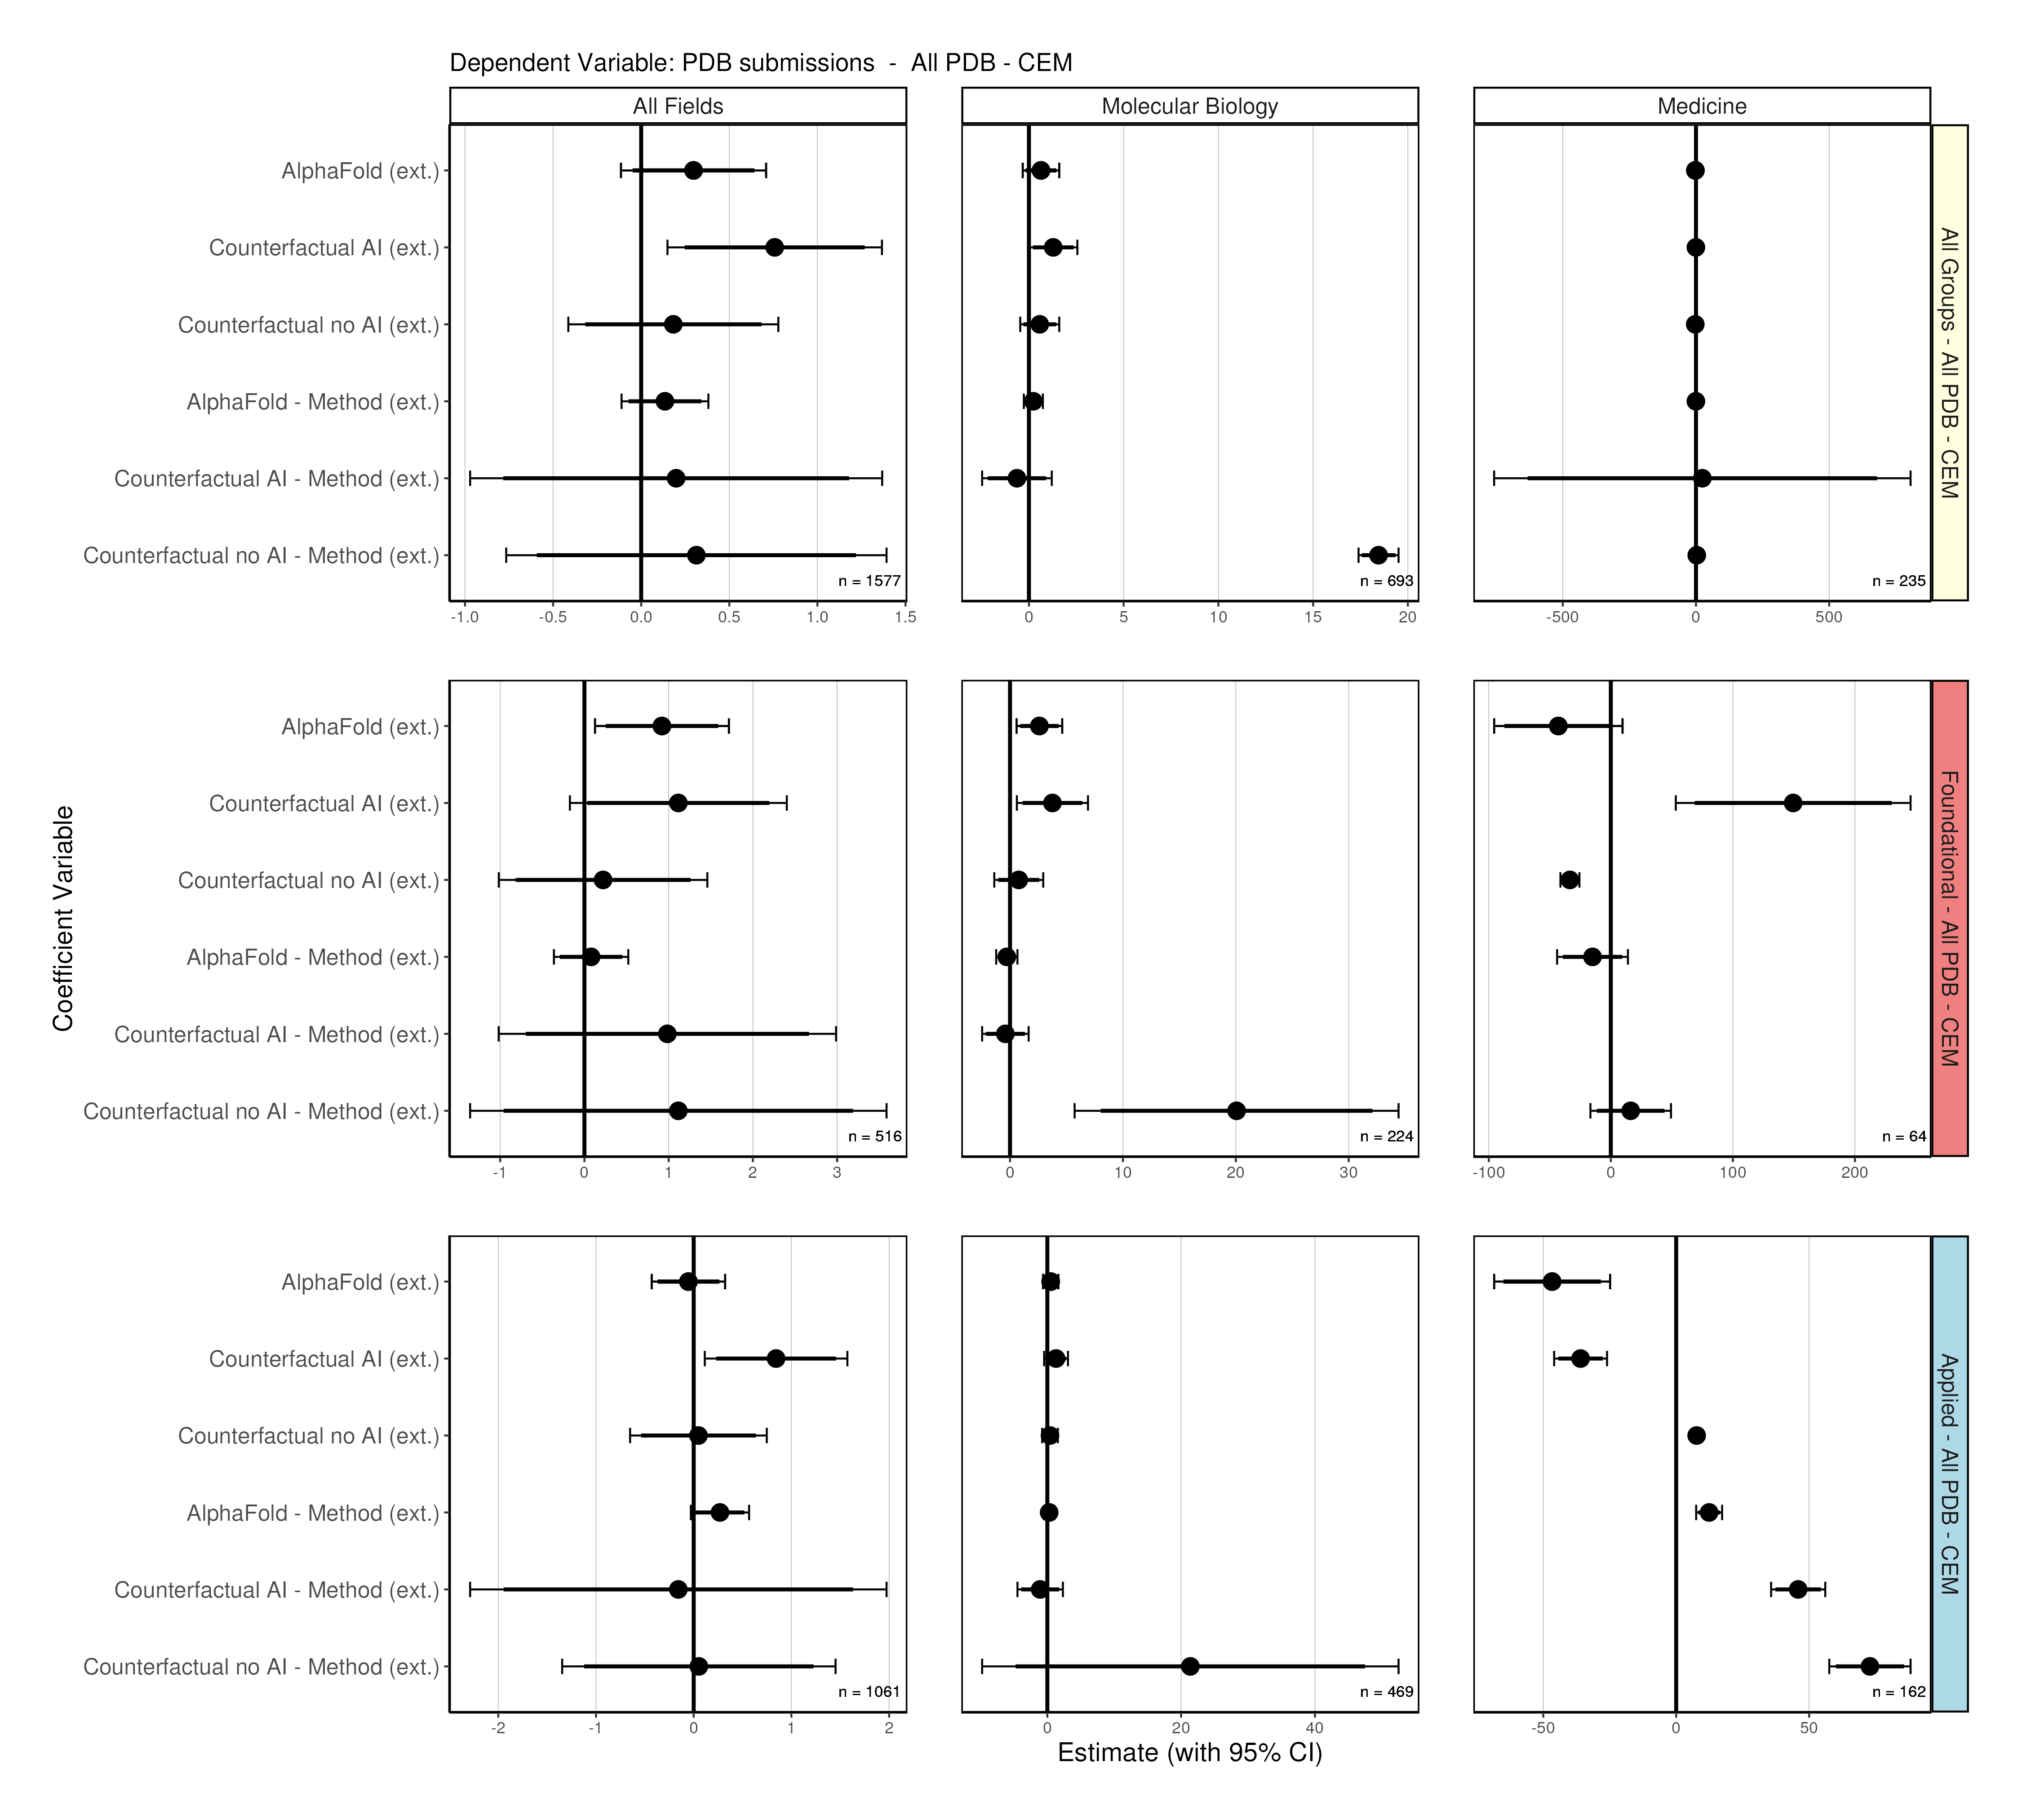 Dependent Variable: PDB submissions - All PDB - CEM
All Fields
Molecular Biology
Medicine
AlphaFold (ext.)
Counterfactual AI (ext.)
Counterfactual no AI (ext.)
AlphaFold - Method (ext.)
Counterfactual AI - Method (ext.)
Counterfactual no AI - Method (ext.)
n = 1577
n = 693
n = 235
-1.0 -0.5 0.0 0.5 1.0 1.5
0 5 10 15 20
-500 0 500
All Groups - All PDB - CEM
Coefficient Variable
AlphaFold (ext.)
Counterfactual AI (ext.)
Counterfactual no AI (ext.)
AlphaFold - Method (ext.)
Counterfactual AI - Method (ext.)
Counterfactual no AI - Method (ext.)
n = 516
n = 224
n = 64
-1 0 1 2 3
0 10 20 30
-100 0 100 200
Foundational - All PDB - CEM
AlphaFold (ext.)
Counterfactual AI (ext.)
Counterfactual no AI (ext.)
AlphaFold - Method (ext.)
Counterfactual AI - Method (ext.)
Counterfactual no AI - Method (ext.)
n = 1061
n = 469
n = 162
-2 -1 0 1 2
0 20 40
-50 0 50
Applied - All PDB - CEM
Estimate (with 95% CI)